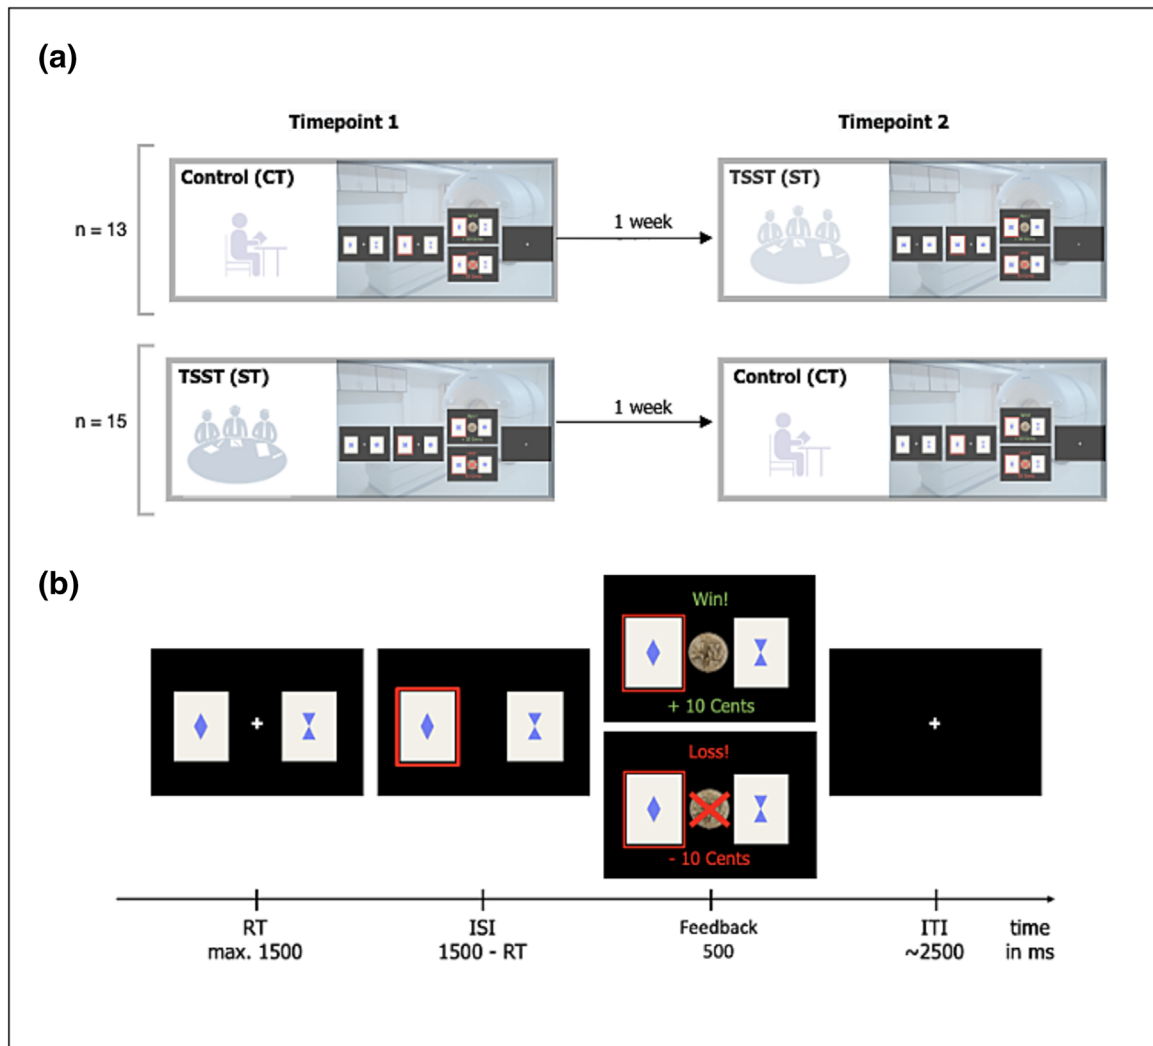 (a)
Timepoint 1
Timepoint 2
n = 13
Control (CT)
1 week
TSST (ST)
n = 15
TSST (ST)
1 week
Control (CT)
(b)
Win!
+ 10 Cents
Loss!
- 10 Cents
RT
max. 1500
ISI
1500 - RT
Feedback
500
ITI
~2500
time
in ms